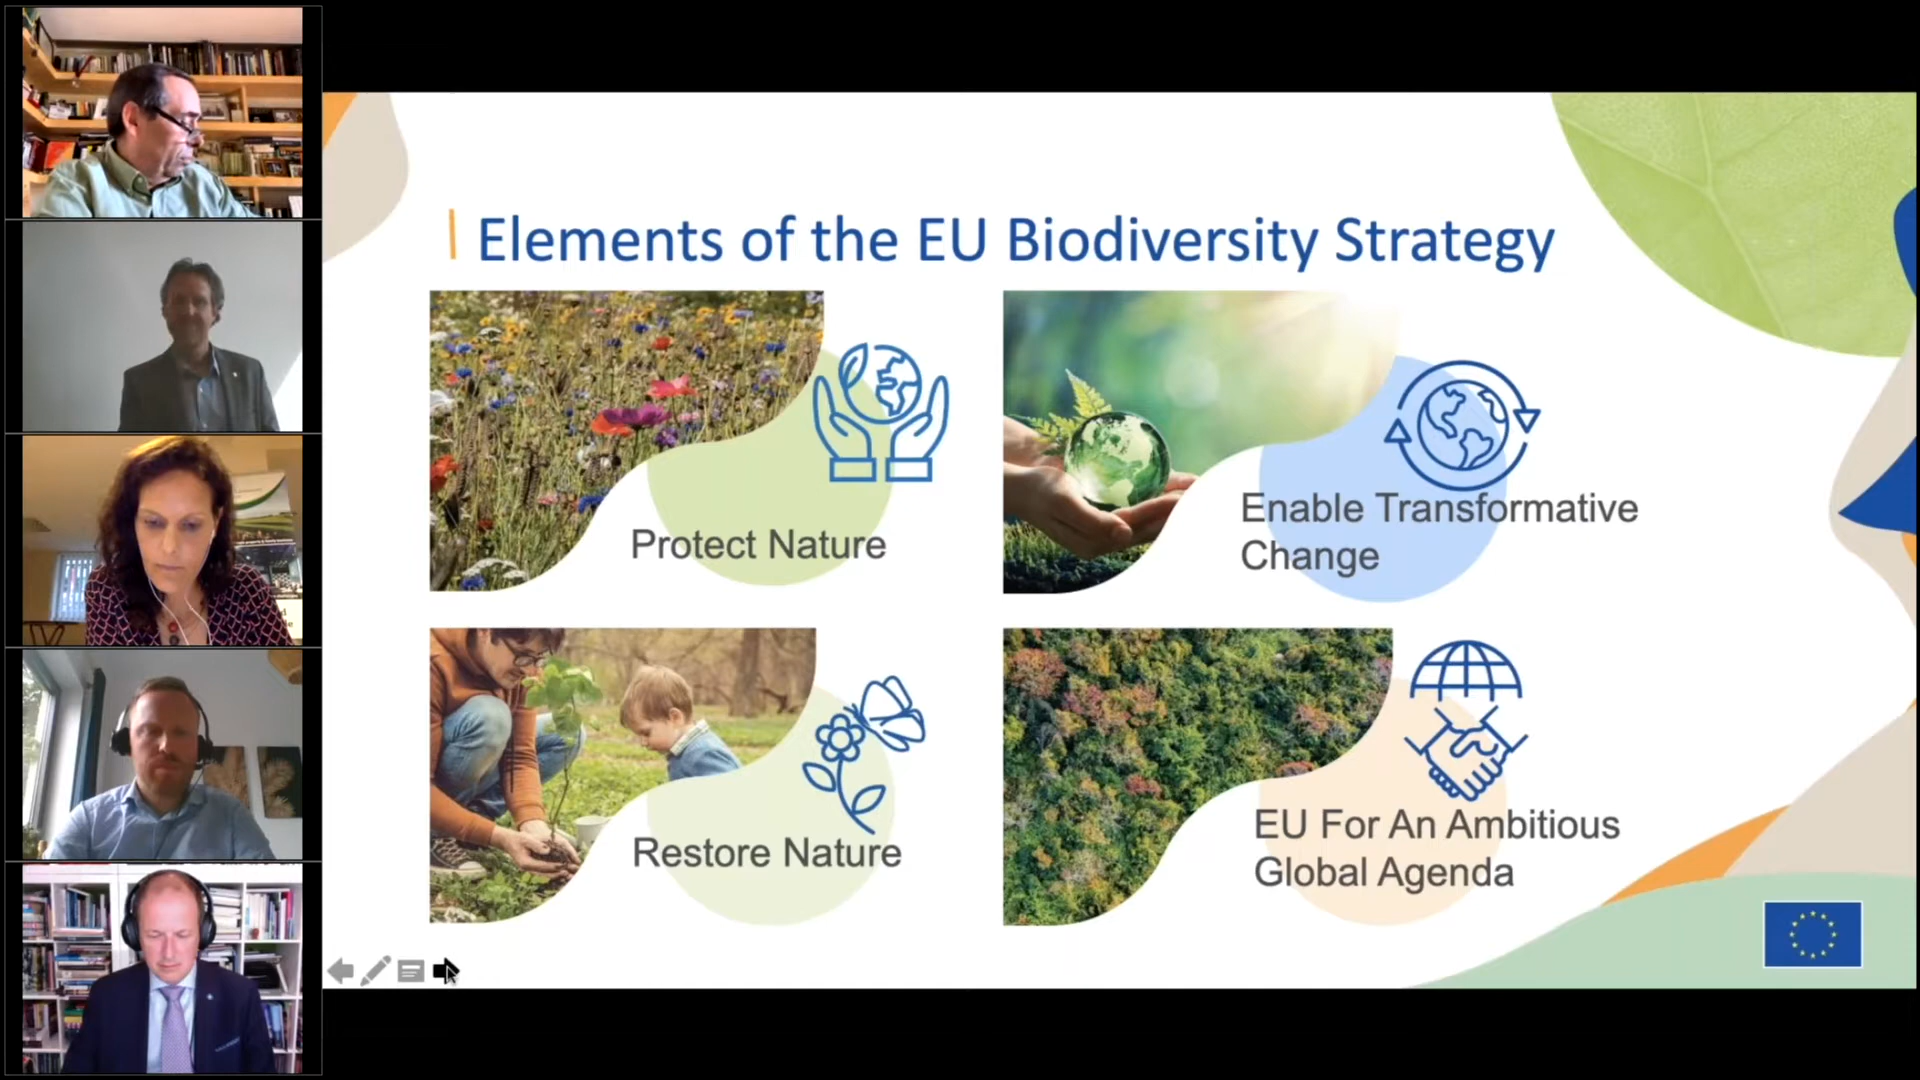 Elements of the EU Biodiversity Strategy
Protect Nature
Enable Transformative
Change
Restore Nature
EU For An Ambitious
Global Agenda